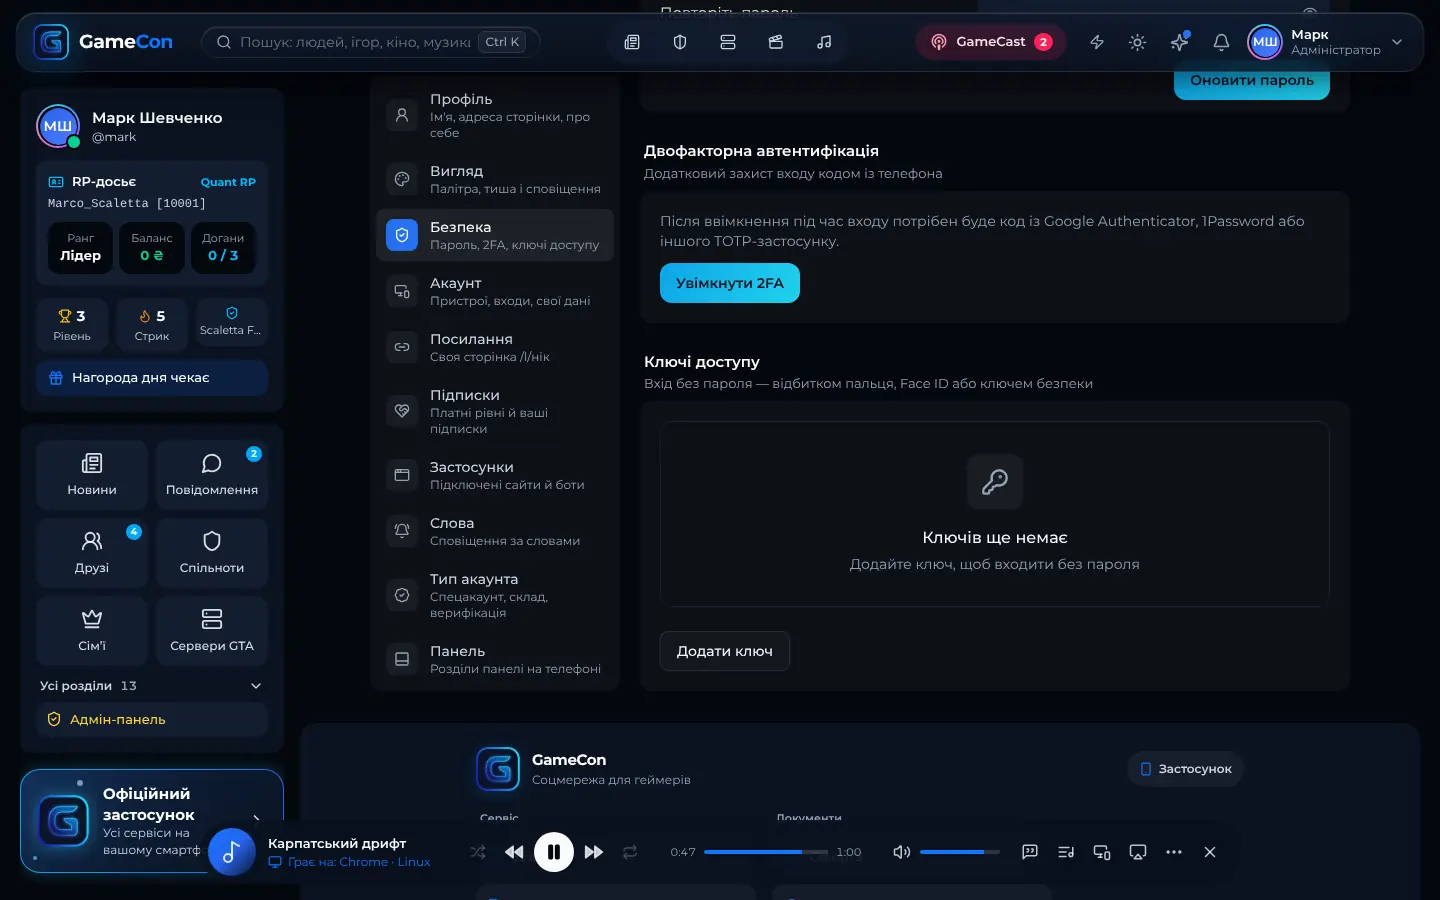 Повторіть пароль
GameCon
Пошук: людей, ігор, кіно, музики
Ctrl K
GameCast 2
МШ
Марк
Адміністратор
Оновити пароль
МШ
Марк Шевченко
@mark
RP-досьє
Quant RP
Marco_Scaletta [10001]
Ранг
Лідер
Баланс
0 ₴
Догани
0 / 3
3
Рівень
5
Стрик
Scaletta F...
Нагорода дня чекає
Новини
Повідомлення
2
Друзі
4
Спільноти
Сім'ї
Сервери GTA
Усі розділи 13
Адмін-панель
Офіційний
застосунок
Усі сервіси на
вашому смартф
Профіль
Ім'я, адреса сторінки, про
себе
Вигляд
Палітра, тиша і сповіщення
Безпека
Пароль, 2FA, ключі доступу
Акаунт
Пристрої, входи, свої дані
Посилання
Своя сторінка /l/нік
Підписки
Платні рівні й ваші
підписки
Застосунки
Підключені сайти й боти
Слова
Сповіщення за словами
Тип акаунта
Спецакаунт, склад,
верифікація
Панель
Розділи панелі на телефоні
Двофакторна автентифікація
Додатковий захист входу кодом із телефона
Після ввімкнення під час входу потрібен буде код із Google Authenticator, 1Password або
іншого TOTP-застосунку.
Увімкнути 2FA
Ключі доступу
Вхід без пароля — відбитком пальця, Face ID або ключем безпеки
Ключів ще немає
Додайте ключ, щоб входити без пароля
Додати ключ
GameCon
Соцмережа для геймерів
Застосунок
Сервіс
Документи
Карпатський дрифт
Грає на: Chrome · Linux
0:47
1:00